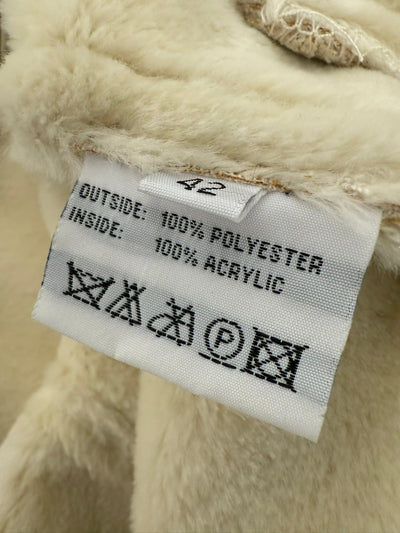 42
OUTSIDE: 100% POLYESTER
INSIDE: 100% ACRYLIC
P